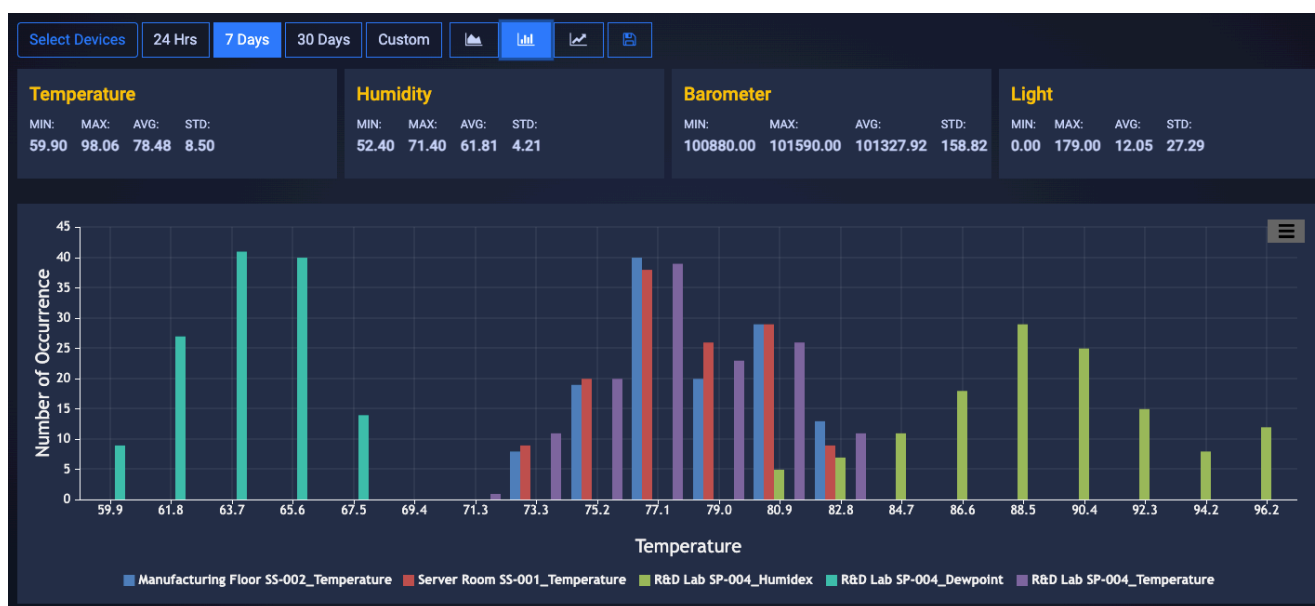 Select Devices 24 Hrs 7 Days 30 Days Custom
Temperature
MIN: MAX: AVG: STD:
59.90 98.06 78.48 8.50
Humidity
MIN: MAX: AVG: STD:
52.40 71.40 61.81 4.21
Barometer
MIN: MAX: AVG: STD:
100880.00 101590.00 101327.92 158.82
Light
MIN: MAX: AVG: STD:
0.00 179.00 12.05 27.29
Number of Occurrence
45
40
35
30
25
20
15
10
5
0
59.9 61.8 63.7 65.6 67.5 69.4 71.3 73.3 75.2 77.1 79.0 80.9 82.8 84.7 86.6 88.5 90.4 92.3 94.2 96.2
Temperature
Manufacturing Floor SS-002_Temperature Server Room SS-001_Temperature R&D Lab SP-004_Humidex R&D Lab SP-004_Dewpoint R&D Lab SP-004_Temperature